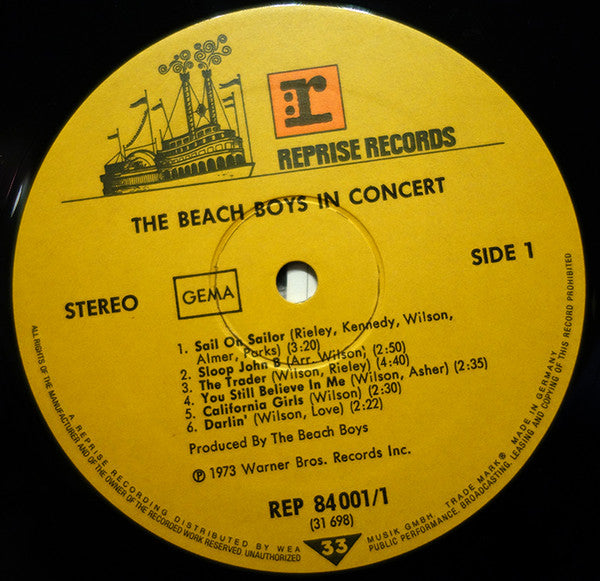 r
REPRISE RECORDS
THE BEACH BOYS IN CONCERT
SIDE 1
STEREO
GEMA
1. Sail On Sailor (Rieley, Kennedy, Wilson,
Almer, Parks) (3:20)
2. Sloop John B (Arr. Wilson) (2:50)
3. The Trader (Wilson, Rieley) (4:40)
4. You Still Believe In Me (Wilson, Asher) (2:35)
5. California Girls (Wilson) (2:30)
6. Darlin' (Wilson, Love) (2:22)
Produced By The Beach Boys
℗ 1973 Warner Bros. Records Inc.
REP 84001/1
(31 698)
33
A REPRISE RECORDING DISTRIBUTED BY WEA MUSIK GMBH, TRADE MARK® MADE IN GERMANY
ALL RIGHTS OF THE MANUFACTURER AND OF THE OWNER OF THE RECORDED WORK RESERVED. UNAUTHORIZED PUBLIC PERFORMANCE, BROADCASTING, LEASING AND COPYING OF THIS RECORD PROHIBITED